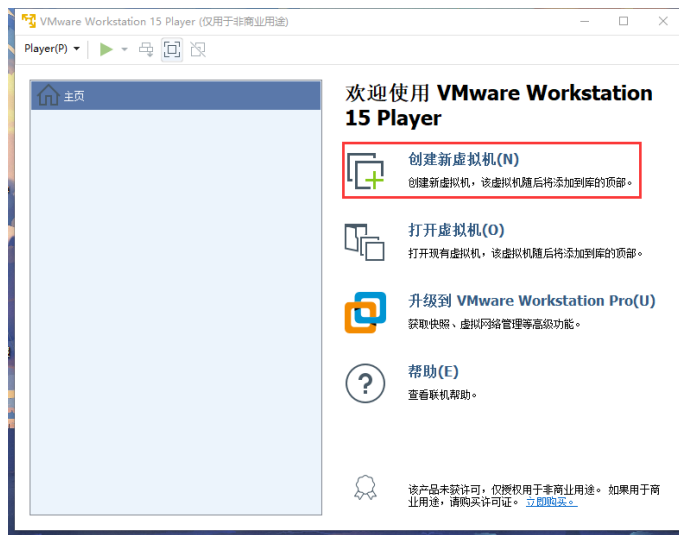 VMware Workstation 15 Player (仅用于非商业用途)
Player(P)
主页
欢迎使用 VMware Workstation
15 Player
创建新虚拟机(N)
创建新虚拟机，该虚拟机随后将添加到库的顶部。
打开虚拟机(O)
打开现有虚拟机，该虚拟机随后将添加到库的顶部。
升级到 VMware Workstation Pro(U)
获取快照、虚拟网络管理等高级功能。
帮助(E)
查看联机帮助。
该产品未获许可，仅授权用于非商业用途。 如果用于商
业用途，请购买许可证。 立即购买。